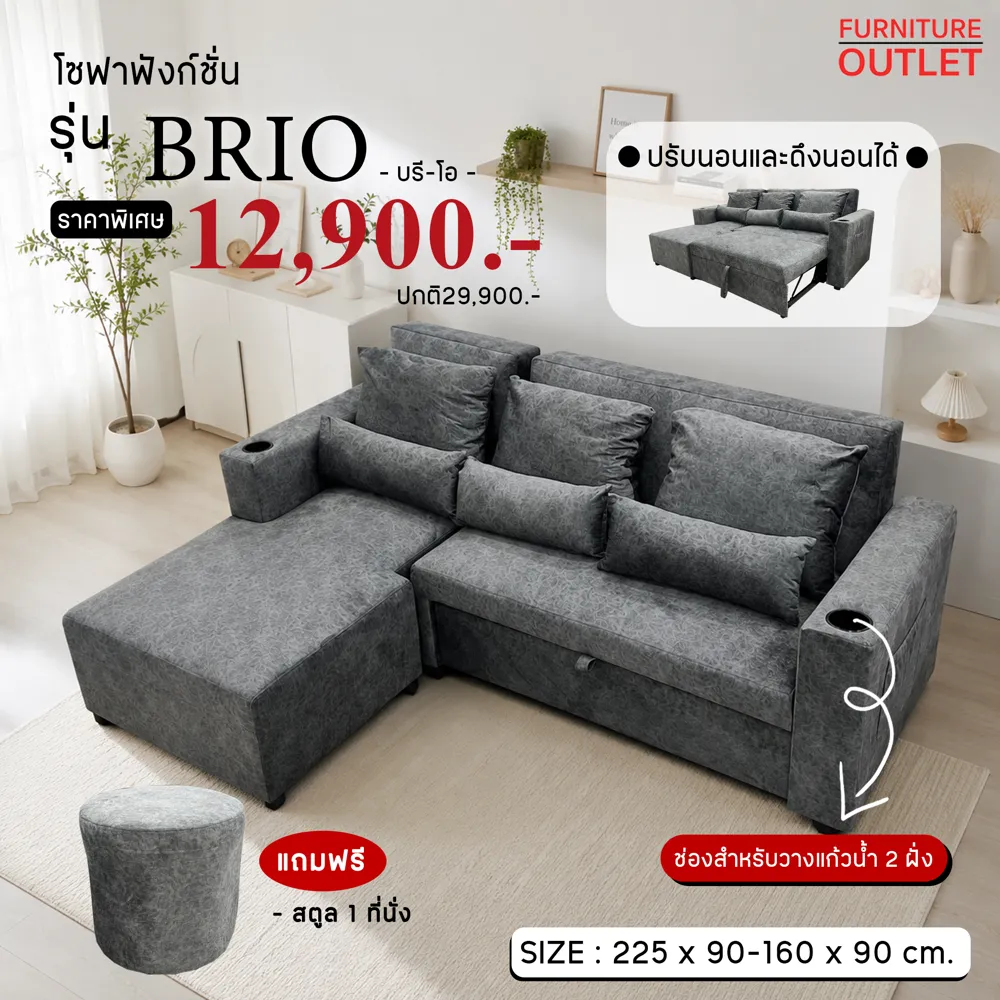 FURNITURE
OUTLET
โซฟาฟังก์ชั่น
รุ่น BRIO - บรี-โอ -
ราคาพิเศษ 12,900.-
ปกติ29,900.-
● ปรับนอนและดึงนอนได้ ●
Home
แถมฟรี
- สตูล 1 ที่นั่ง
ช่องสำหรับวางแก้วน้ำ 2 ฝั่ง
SIZE : 225 x 90-160 x 90 cm.